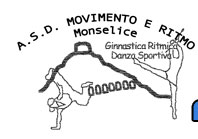 A.S.D. MOVIMENTO E RITMO
Monselice
Ginnastica Ritmica
Danza Sportiva